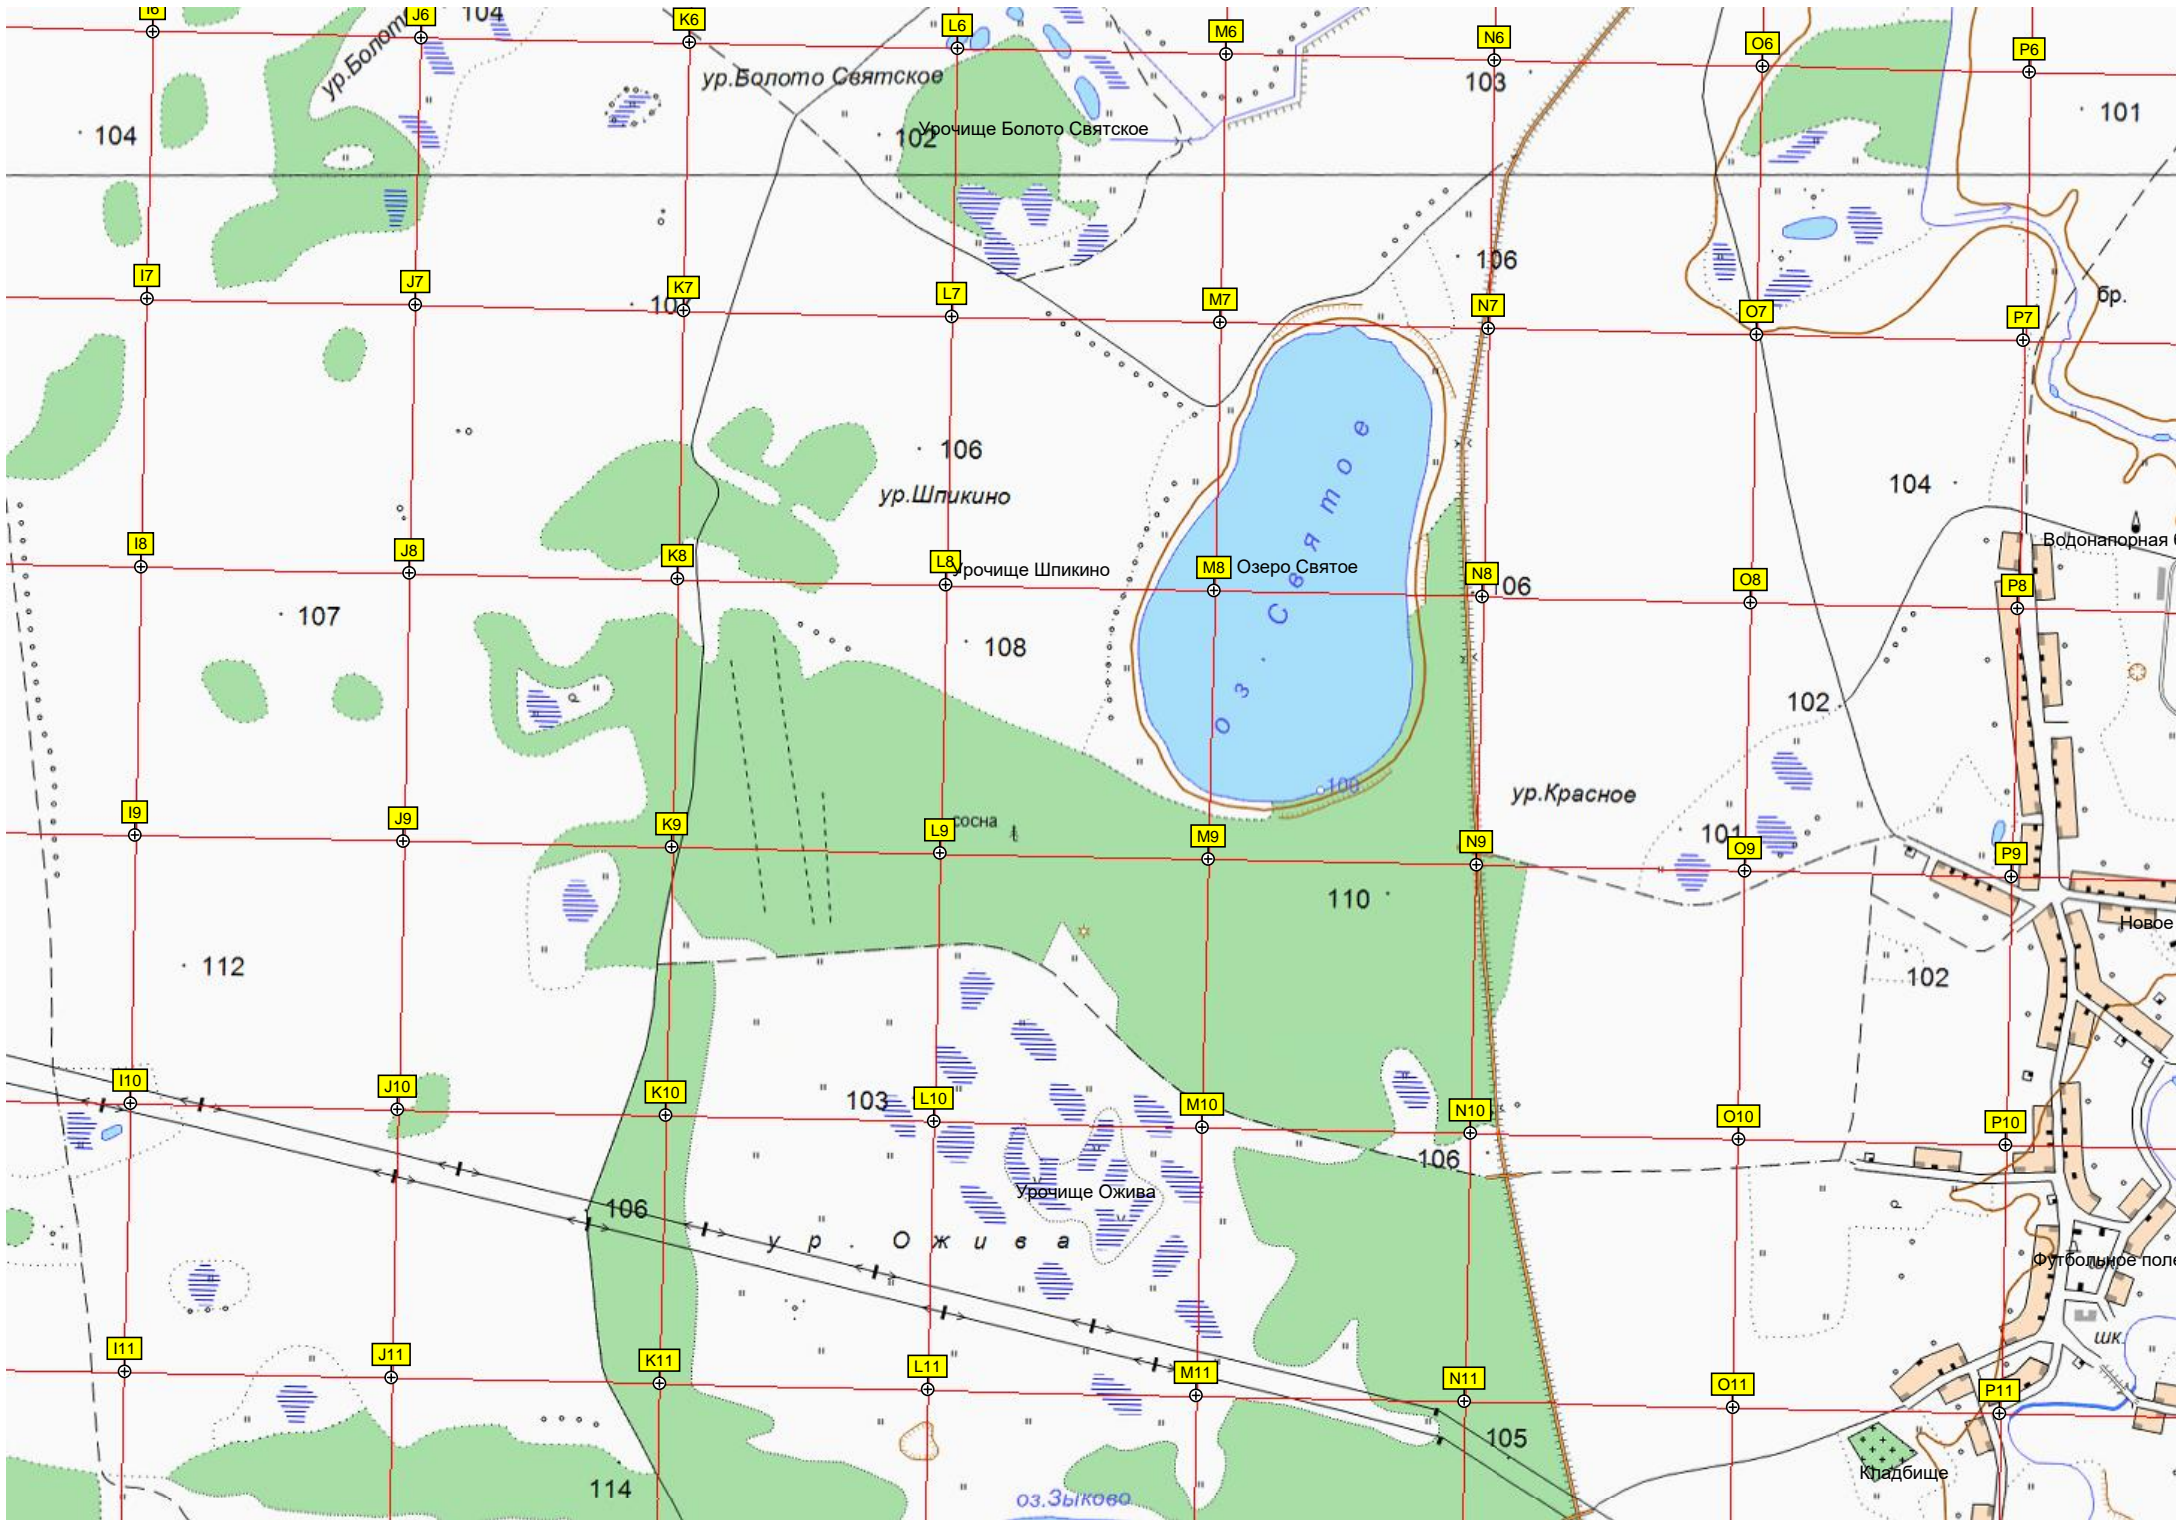 I6
J6
104
K6
L6
M6
N6
O6
P6
ур.Болото
ур.Болото Святское
103
101
104
102
Урочище Болото Святское
106
I7
J7
K7
L7
M7
N7
O7
P7
бр.
106
ур.Шпикино
оз. Святое
104
I8
J8
K8
L8
M8
N8
O8
P8
Водонапорная
Урочище Шпикино
Озеро Святое
06
107
108
102
100
ур.Красное
I9
J9
K9
L9
M9
N9
O9
P9
сосна
101
110
Новое
112
102
I10
J10
K10
L10
M10
N10
O10
P10
103
106
Урочище Ожива
106
ур. Ожива
Футбольное поле
шк.
I11
J11
K11
L11
M11
N11
O11
P11
105
Кладбище
114
оз.Зыково